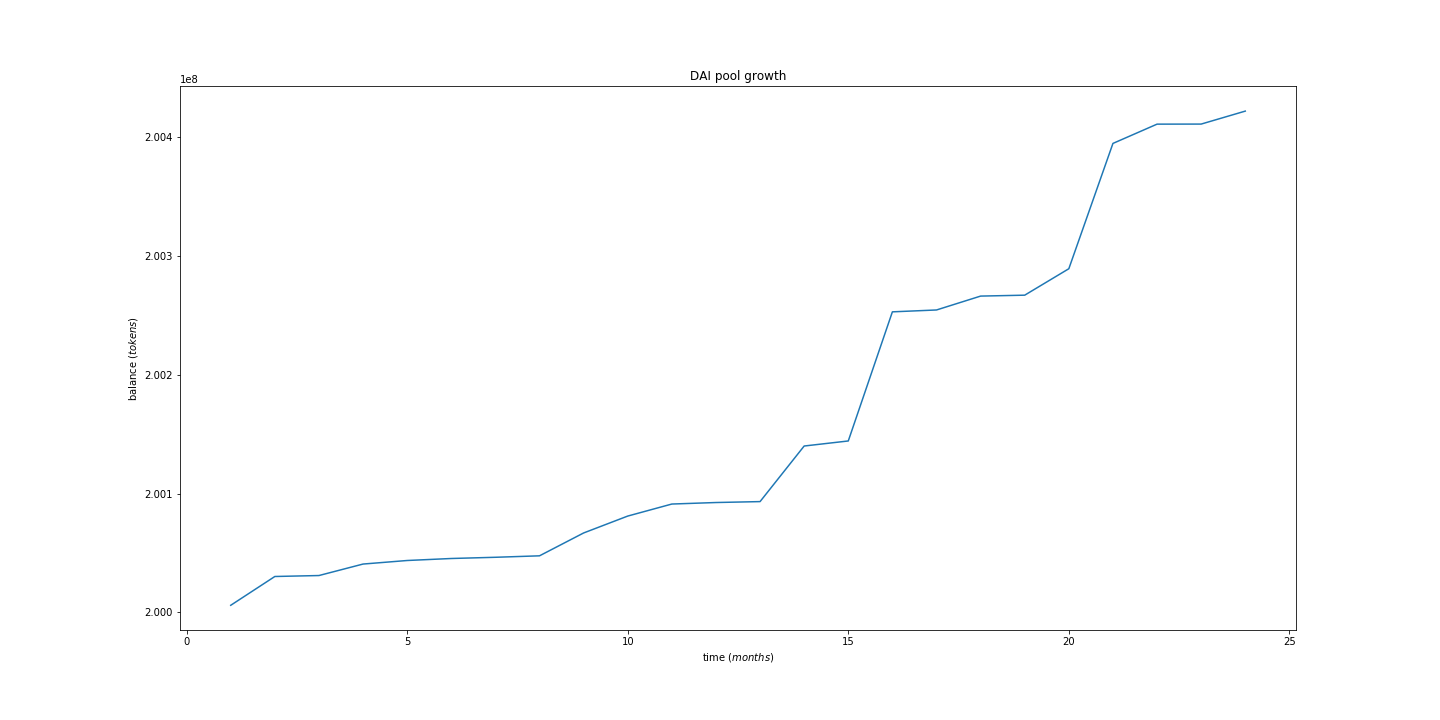 DAI pool growth
1e8
2.004
2.003
2.002
2.001
2.000
balance (tokens)
0 5 10 15 20 25
time (months)